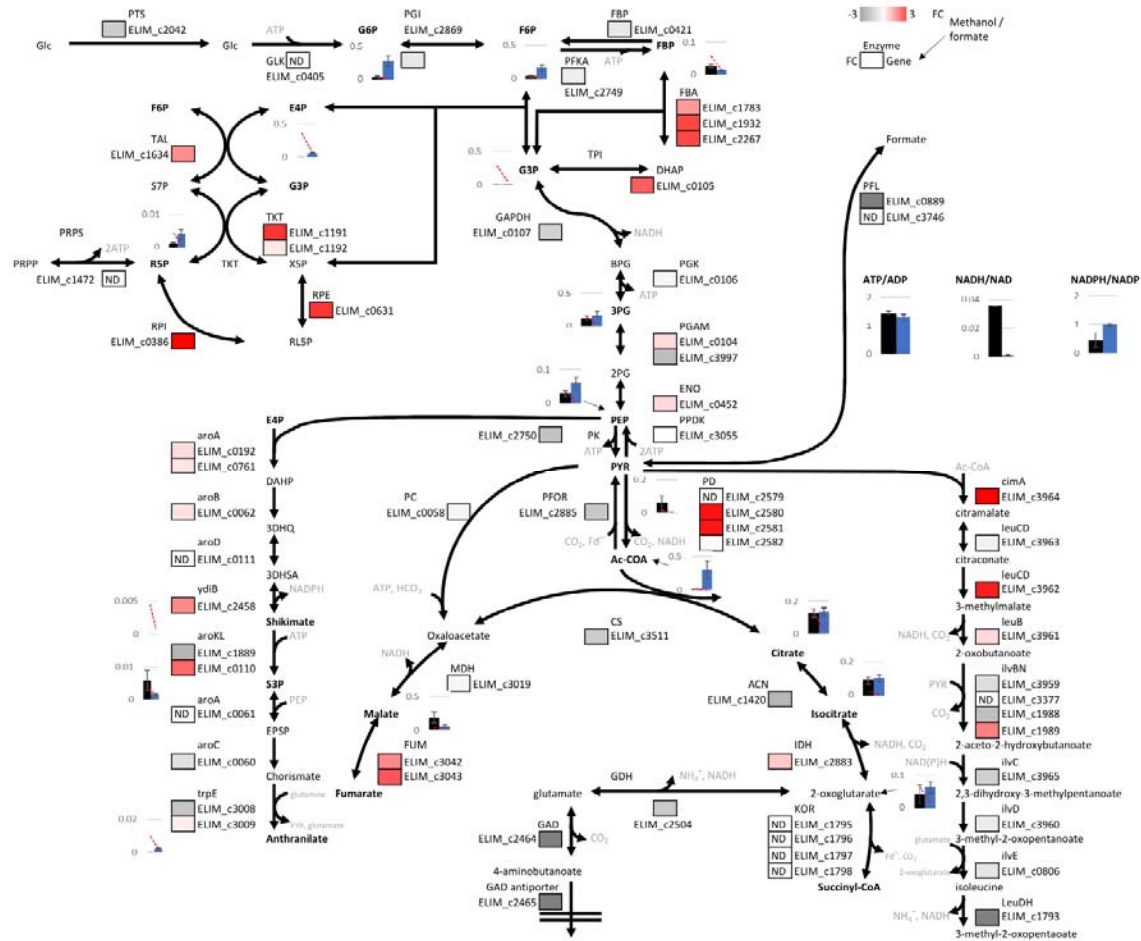 PTS
ELIM_c2042
Glc
Glc
ATP
GLK ND
ELIM_c0405
G6P
0.5
0
PGI
ELIM_c2869
F6P
0.5
0
FBP
ELIM_c0421
ATP
PFKA
ELIM_c2749
FBP
0.1
0
-3 3 FC
Methanol /
formate
Enzyme
FC Gene
F6P
E4P
0.5
0
TAL
ELIM_c1634
S7P
G3P
0.01
0
TKT
ELIM_c1191
ELIM_c1192
PRPS
2ATP
PRPP
R5P
TKT
X5P
ELIM_c1472 ND
RPE
ELIM_c0631
RPI
ELIM_c0386
RL5P
FBA
ELIM_c1783
ELIM_c1932
ELIM_c2267
0.5
0
G3P
TPI
DHAP
ELIM_c0105
GAPDH
ELIM_c0107
NADH
BPG
PGK
ELIM_c0106
ATP
0.5
0
3PG
PGAM
ELIM_c0104
ELIM_c3997
2PG
0.1
0
ENO
ELIM_c0452
PEP
PPDK
ELIM_c3055
ELIM_c2750
PK
ATP
2ATP
PYR
Formate
PFL
ELIM_c0889
ND ELIM_c3746
ATP/ADP
2
1
0
NADH/NAD
0.04
0.02
0
NADPH/NADP
2
1
0
E4P
aroA
ELIM_c0192
ELIM_c0761
DAHP
aroB
ELIM_c0062
3DHQ
aroD
ND ELIM_c0111
3DHSA
ydiB
ELIM_c2458
NADPH
0.005
0
Shikimate
aroKL
ELIM_c1889
ELIM_c0110
ATP
0.01
0
S3P
aroA
ND ELIM_c0061
PEP
EPSP
aroC
ELIM_c0060
Chorismate
trpE
ELIM_c3008
ELIM_c3009
glutamine
PYR, glutamate
0.02
0
Anthranilate
PC
ELIM_c0058
PFOR
ELIM_c2885
0.2
0
PD
ND ELIM_c2579
ELIM_c2580
ELIM_c2581
ELIM_c2582
CO2, Fd
CO2, NADH
Ac-COA
0.5
0
ATP, HCO3
Oxaloacetate
CS
ELIM_c3511
0.2
0
Citrate
NADH
MDH
ELIM_c3019
ACN
ELIM_c1420
0.2
0
Malate
0.5
0
Isocitrate
FUM
ELIM_c3042
ELIM_c3043
Fumarate
IDH
ELIM_c2883
NADH, CO2
GDH
NH4+, NADH
glutamate
2-oxoglutarate
0.1
0
ELIM_c2504
GAD
ELIM_c2464
CO2
4-aminobutanoate
GAD antiporter
ELIM_c2465
KOR
ND ELIM_c1795
ND ELIM_c1796
ND ELIM_c1797
ND ELIM_c1798
Succinyl-CoA
Ac-CoA
cimA
ELIM_c3964
citramalate
leuCD
ELIM_c3963
citraconate
leuCD
ELIM_c3962
3-methylmalate
leuB
ELIM_c3961
NADH, CO2
2-oxobutanoate
ilvBN
ELIM_c3959
ND ELIM_c3377
ELIM_c1988
ELIM_c1989
PYR
CO2
2-aceto-2-hydroxybutanoate
NAD(P)H
ilvC
ELIM_c3965
2,3-dihydroxy-3-methylpentanoate
ilvD
ELIM_c3960
3-methyl-2-oxopentanoate
glutamate
2-oxoglutarate
ilvE
ELIM_c0806
isoleucine
LeuDH
ELIM_c1793
NH4+, NADH
3-methyl-2-oxopentaoate